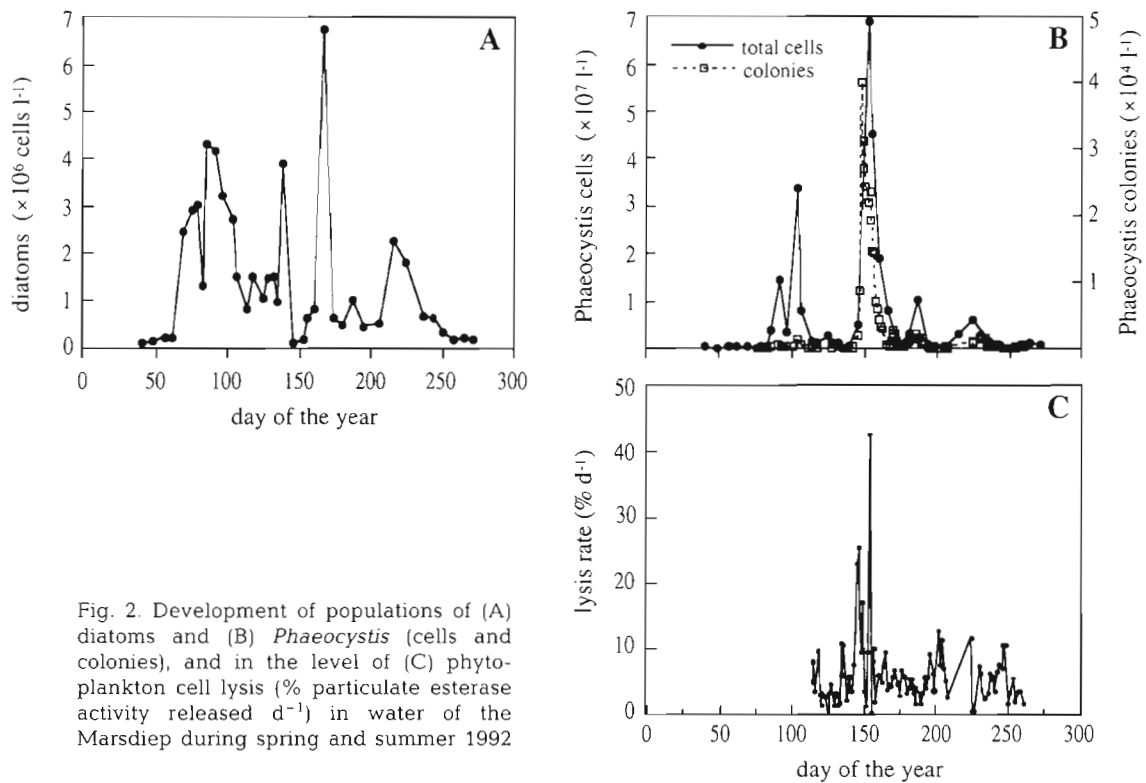 A
7
6
5
4
3
2
1
0
diatoms (×10⁶ cells l⁻¹)
0 50 100 150 200 250 300
day of the year
B
total cells
colonies
7
6
5
4
3
2
1
Phaeocystis cells (×10⁷ l⁻¹)
5
4
3
2
1
Phaeocystis colonies (×10⁴ l⁻¹)
C
50
40
30
20
10
0
lysis rate (% d⁻¹)
0 50 100 150 200 250 300
day of the year
Fig. 2. Development of populations of (A)
diatoms and (B) Phaeocystis (cells and
colonies), and in the level of (C) phyto-
plankton cell lysis (% particulate esterase
activity released d⁻¹) in water of the
Marsdiep during spring and summer 1992